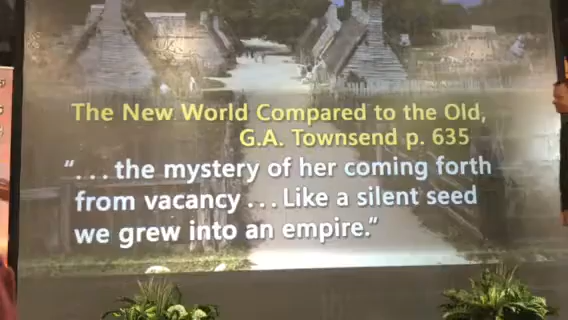 The New World Compared to the Old,
G.A. Townsend p. 635
“. . . the mystery of her coming forth
from vacancy . . . Like a silent seed
we grew into an empire.”